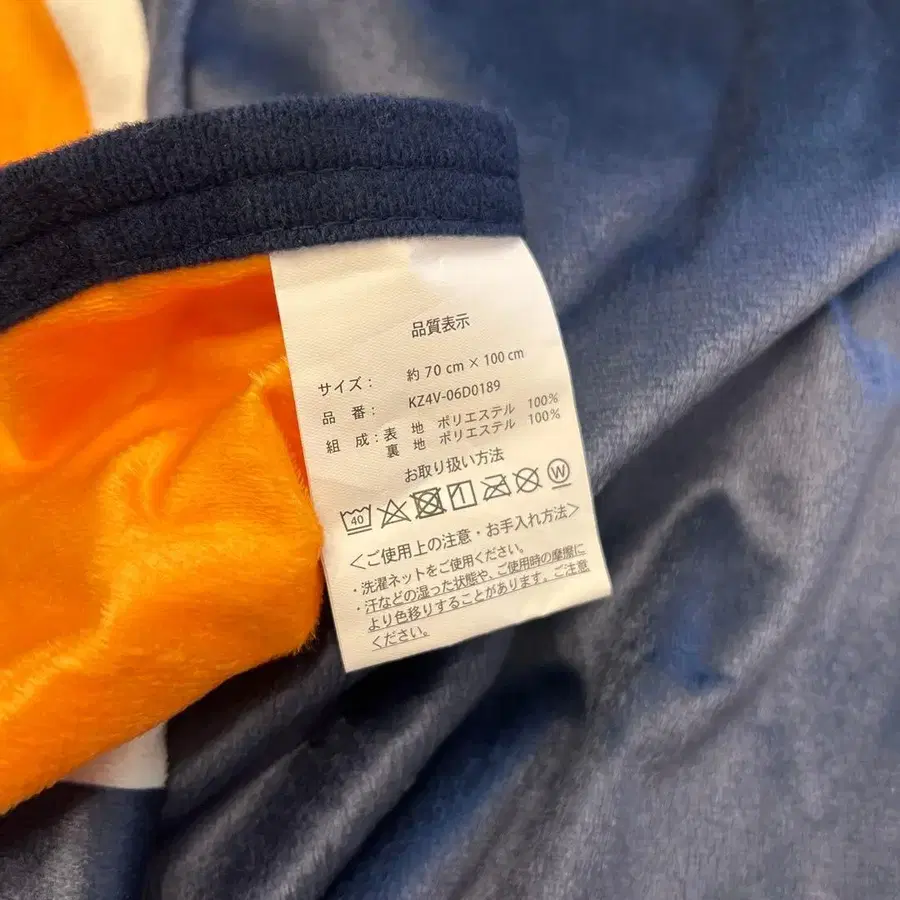 品質表示
サイズ： 約 70 cm × 100 cm
品 番： KZ4V-06D0189
組 成：表 地 ポリエステル 100%
裏 地 ポリエステル 100%
お取り扱い方法
40 W
＜ご使用上の注意・お手入れ方法＞
・洗濯ネットをご使用ください。
・汗などの湿った状態や、ご使用時の摩擦に
より色移りすることがあります。ご注意
ください。